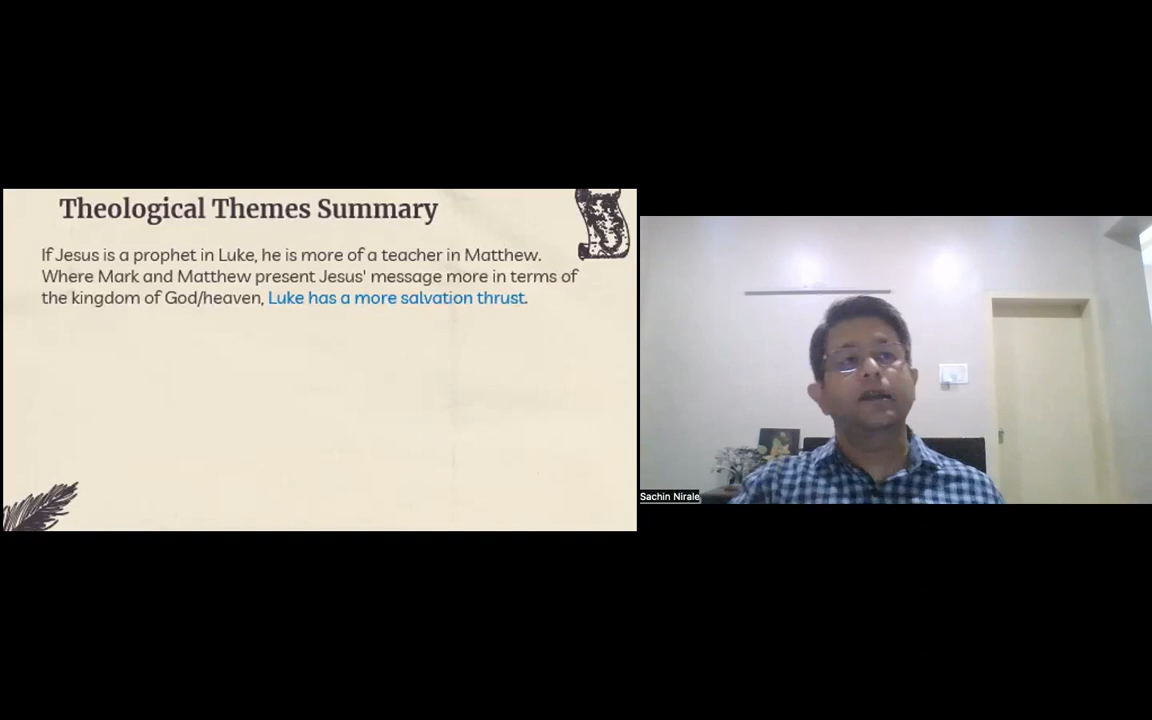 Theological Themes Summary
If Jesus is a prophet in Luke, he is more of a teacher in Matthew.
Where Mark and Matthew present Jesus' message more in terms of
the kingdom of God/heaven, Luke has a more salvation thrust.
Sachin Nirale